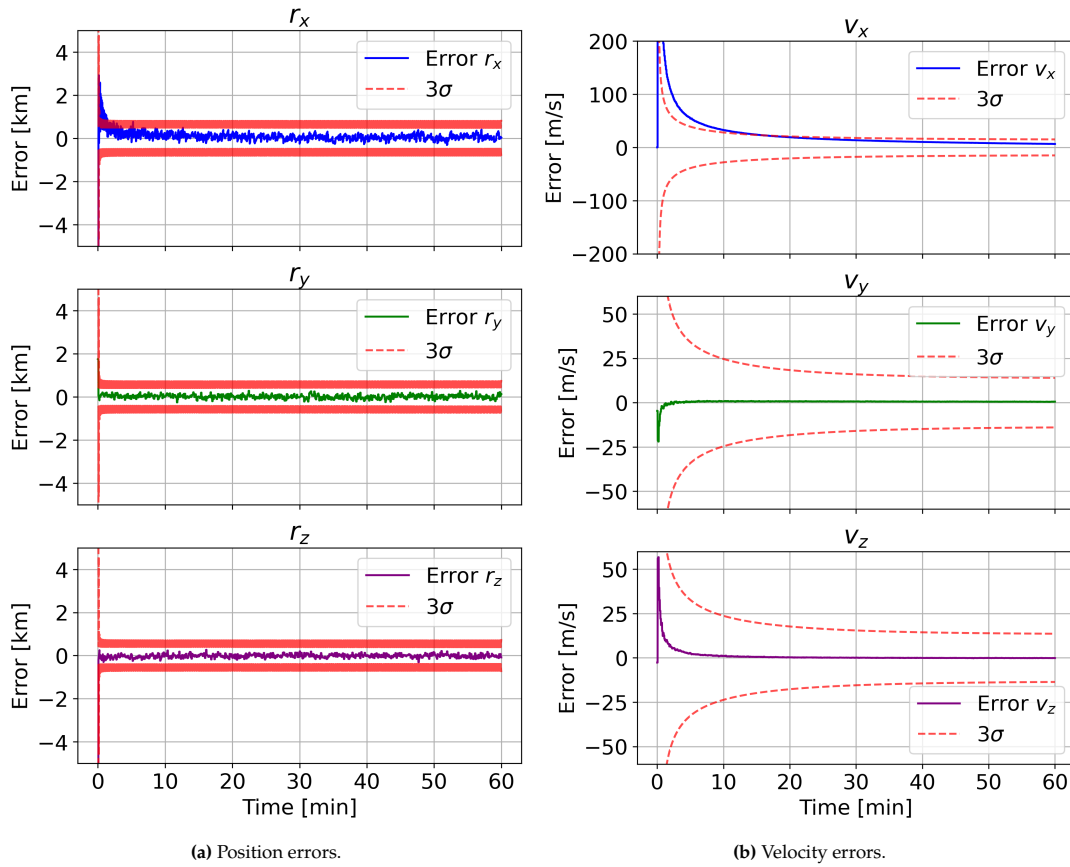 r_x
Error [km]
4
2
0
−2
−4
Error r_x
3σ
r_y
Error [km]
4
2
0
−2
−4
Error r_y
3σ
r_z
Error [km]
4
2
0
−2
−4
Error r_z
3σ
0 10 20 30 40 50 60
Time [min]
(a) Position errors.
v_x
Error [m/s]
200
100
0
−100
−200
Error v_x
3σ
v_y
Error [m/s]
50
25
0
−25
−50
Error v_y
3σ
v_z
Error [m/s]
50
25
0
−25
−50
Error v_z
3σ
0 10 20 30 40 50 60
Time [min]
(b) Velocity errors.